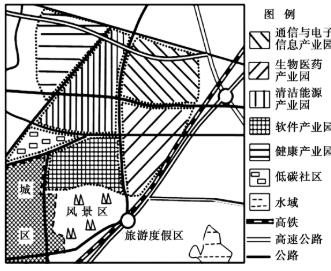 图 例
通信与电子
信息产业园
生物医药
产业园
清洁能源
产业园
软件产业园
健康产业园
低碳社区
水域
高铁
高速公路
公路
城
区
风景区
旅游度假区